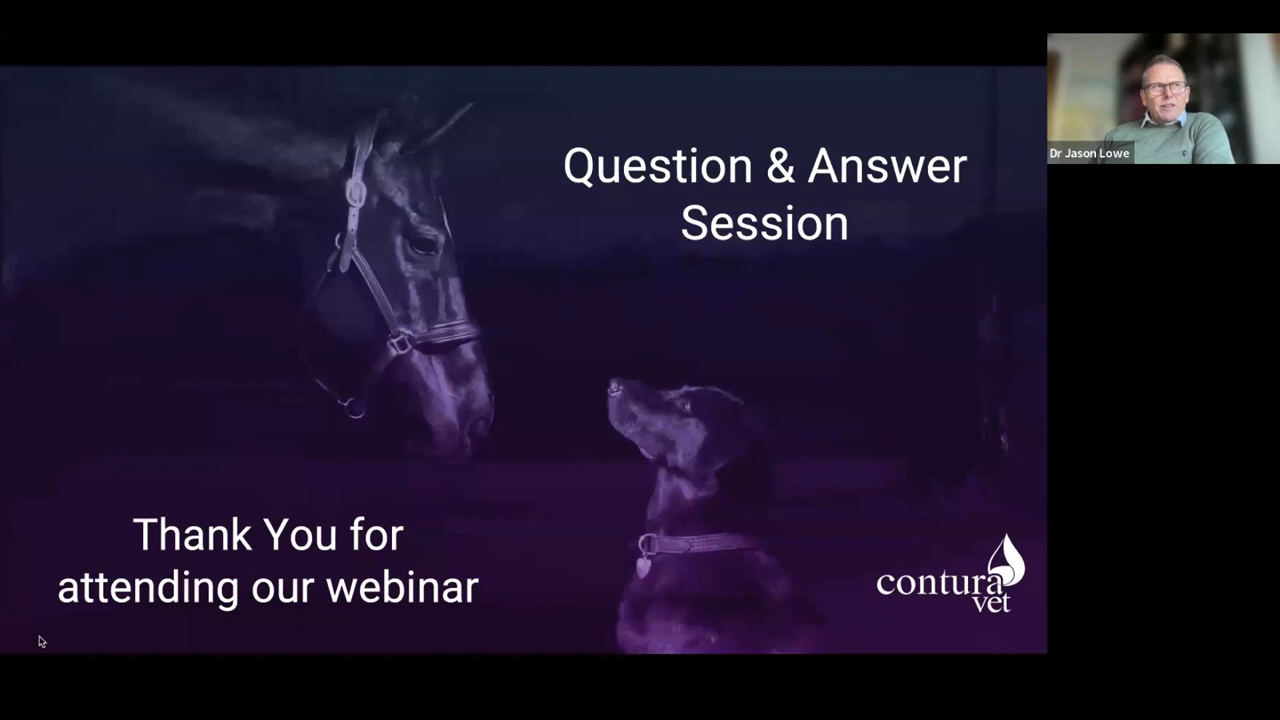 Question & Answer
Session
Dr Jason Lowe
Thank You for
attending our webinar
contura
vet